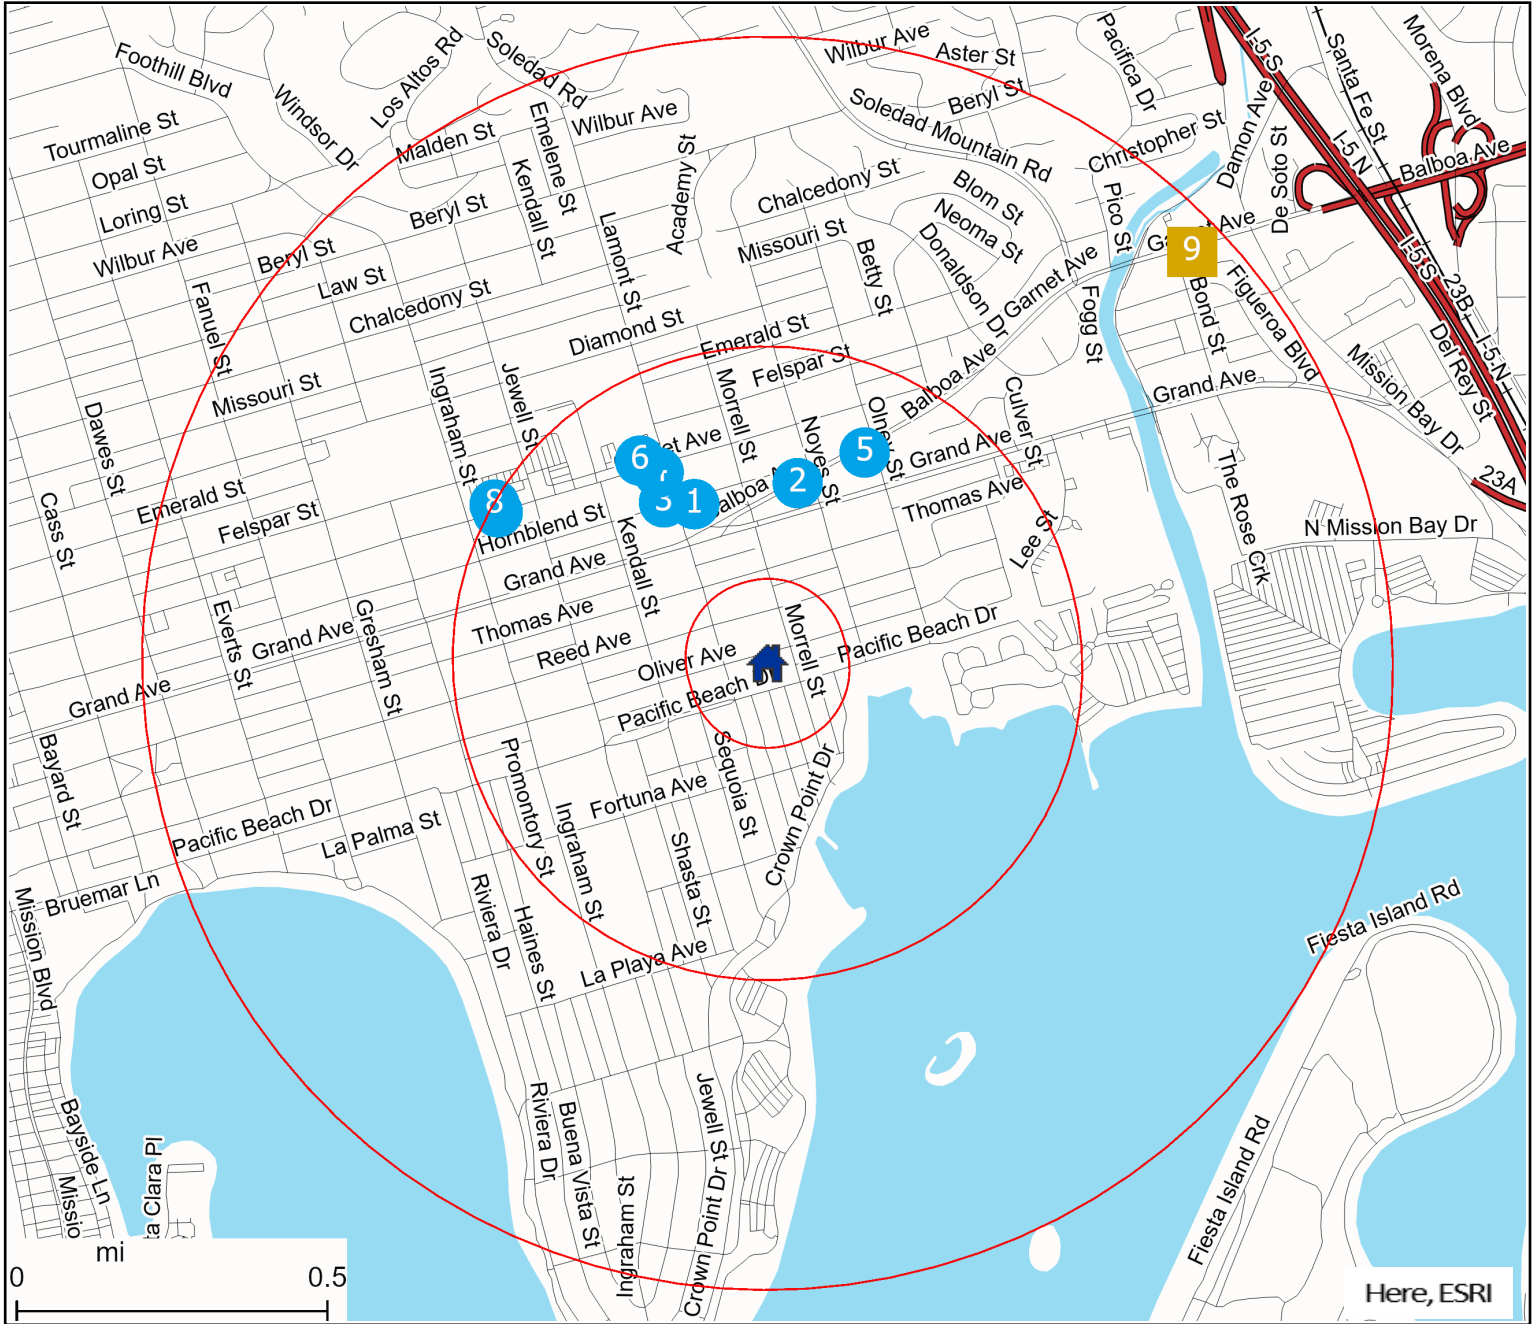 Wilbur Ave
Aster St
Pacifica Dr
I-5 S
Santa Fe St
Morena Blvd
Foothill Blvd
Los Altos Rd
Soledad Rd
Beryl St
Windsor Dr
Emelene St
Wilbur Ave
Soledad Mountain Rd
Damon Ave
Tourmaline St
Malden St
Christopher St
De Soto St
I-5 N
Balboa Ave
Opal St
Kendall St
Academy St
Chalcedony St
Blom St
Pico St
Loring St
Beryl St
Lamont St
Neoma St
Wilbur Ave
Beryl St
Missouri St
Betty St
Donaldson Dr
Garnet Ave
9
I-5 S
Law St
Fanuel St
Chalcedony St
Fogg St
Bond St
Figueroa Blvd
23B
Diamond St
Emerald St
Del Rey St
I-5 N
Felspar St
Balboa Ave
Mission Bay Dr
Missouri St
Ingraham St
Jewell St
Morrell St
Culver St
Grand Ave
Dawes St
Olney St
Noyes St
6
et Ave
5
Grand Ave
The Rose Crk
23A
Cass St
Emerald St
8
3
1
2
Thomas Ave
Felspar St
Hornblend St
Lee St
N Mission Bay Dr
Grand Ave
Kendall St
Everts St
Gresham St
Thomas Ave
Morrell St
Pacific Beach Dr
Grand Ave
Reed Ave
Oliver Ave
Grand Ave
Pacific Beach Dr
Bayard St
Promontory St
Sequoia St
Crown Point Dr
Fortuna Ave
Pacific Beach Dr
La Palma St
Ingraham St
Shasta St
Bruemar Ln
Mission Blvd
Riviera Dr
Haines St
La Playa Ave
Fiesta Island Rd
Bayside Ln
Riviera Dr
Buena Vista St
Jewell St
Missio
ta Clara Pl
Ingraham St
Crown Point Dr
Fiesta Island Rd
mi
0
0.5
Here, ESRI